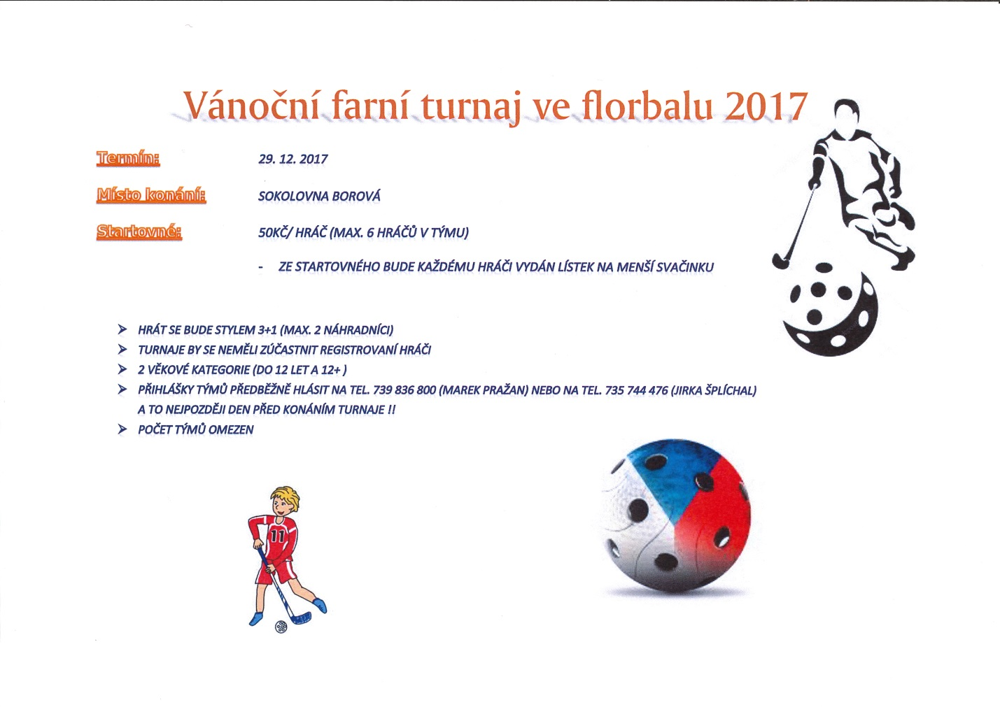 Vánoční farní turnaj ve florbalu 2017
Termín: 29. 12. 2017
Místo konání: SOKOLOVNA BOROVÁ
Startovné: 50KČ/ HRÁČ (MAX. 6 HRÁČŮ V TÝMU)
- ZE STARTOVNÉHO BUDE KAŽDÉMU HRÁČI VYDÁN LÍSTEK NA MENŠÍ SVAČINKU
➢ HRÁT SE BUDE STYLEM 3+1 (MAX. 2 NÁHRADNÍCI)
➢ TURNAJE BY SE NEMĚLI ZÚČASTNIT REGISTROVANÍ HRÁČI
➢ 2 VĚKOVÉ KATEGORIE (DO 12 LET A 12+ )
➢ PŘIHLÁŠKY TÝMŮ PŘEDBĚŽNĚ HLÁSIT NA TEL. 739 836 800 (MAREK PRAŽAN) NEBO NA TEL. 735 744 476 (JIRKA ŠPLÍCHAL)
A TO NEJPOZDĚJI DEN PŘED KONÁNÍM TURNAJE !!
➢ POČET TÝMŮ OMEZEN
11